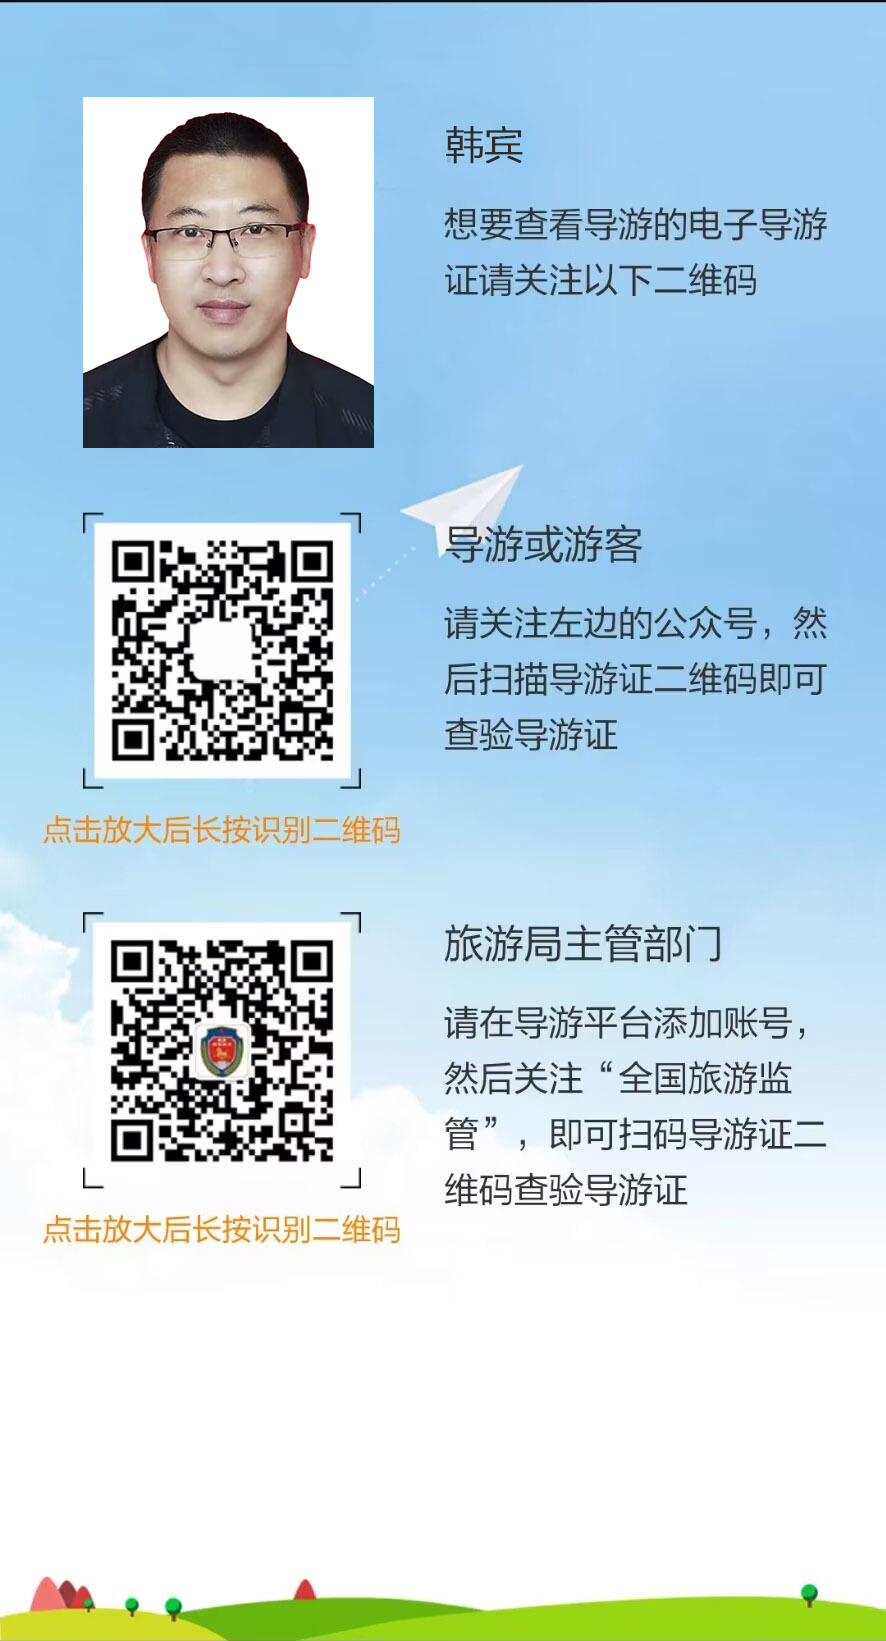 韩宾
想要查看导游的电子导游
证请关注以下二维码
导游或游客
请关注左边的公众号，然
后扫描导游证二维码即可
查验导游证
点击放大后长按识别二维码
旅游局主管部门
请在导游平台添加账号，
然后关注“全国旅游监
管”，即可扫码导游证二
维码查验导游证
点击放大后长按识别二维码